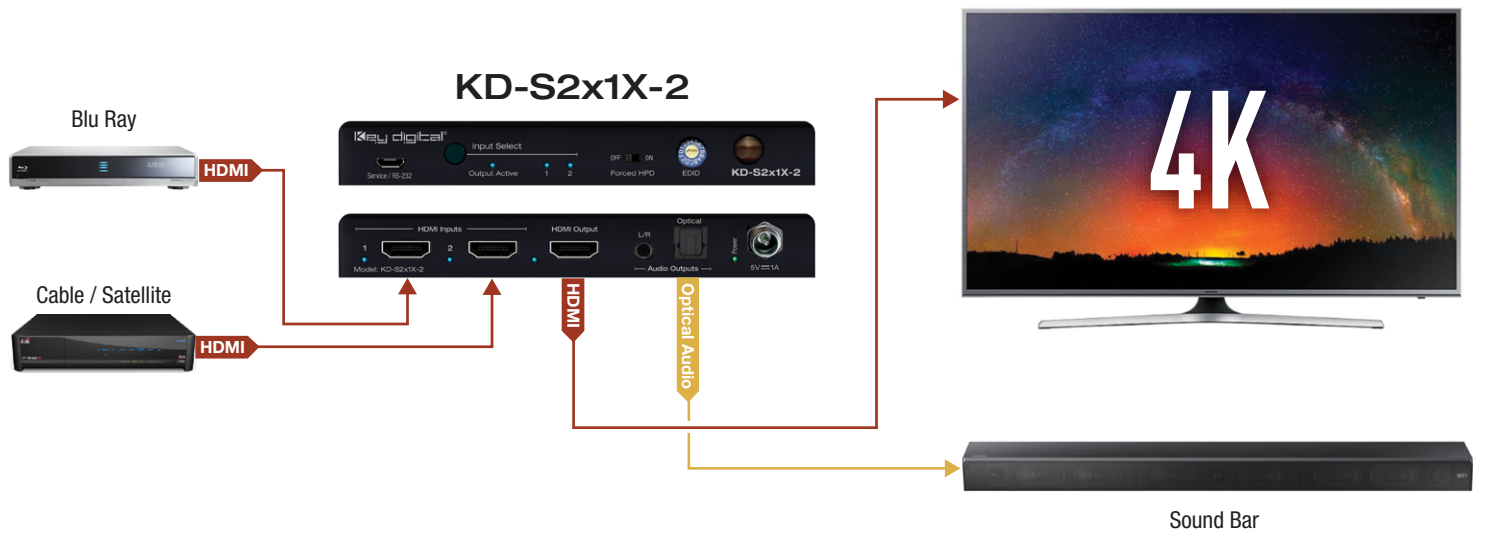 KD-S2x1X-2
Blu Ray
HDMI
Key digital®
Input Select
Service / RS-232
Output Active
1
2
OFF
ON
Forced HPD
EDID
KD-S2x1X-2
HDMI Inputs
HDMI Output
Optical
L/R
1
2
Power
Model: KD-S2x1X-2
Audio Outputs
5V⎓1A
Cable / Satellite
HDMI
HDMI
Optical Audio
4K
WiFi
Sound Bar